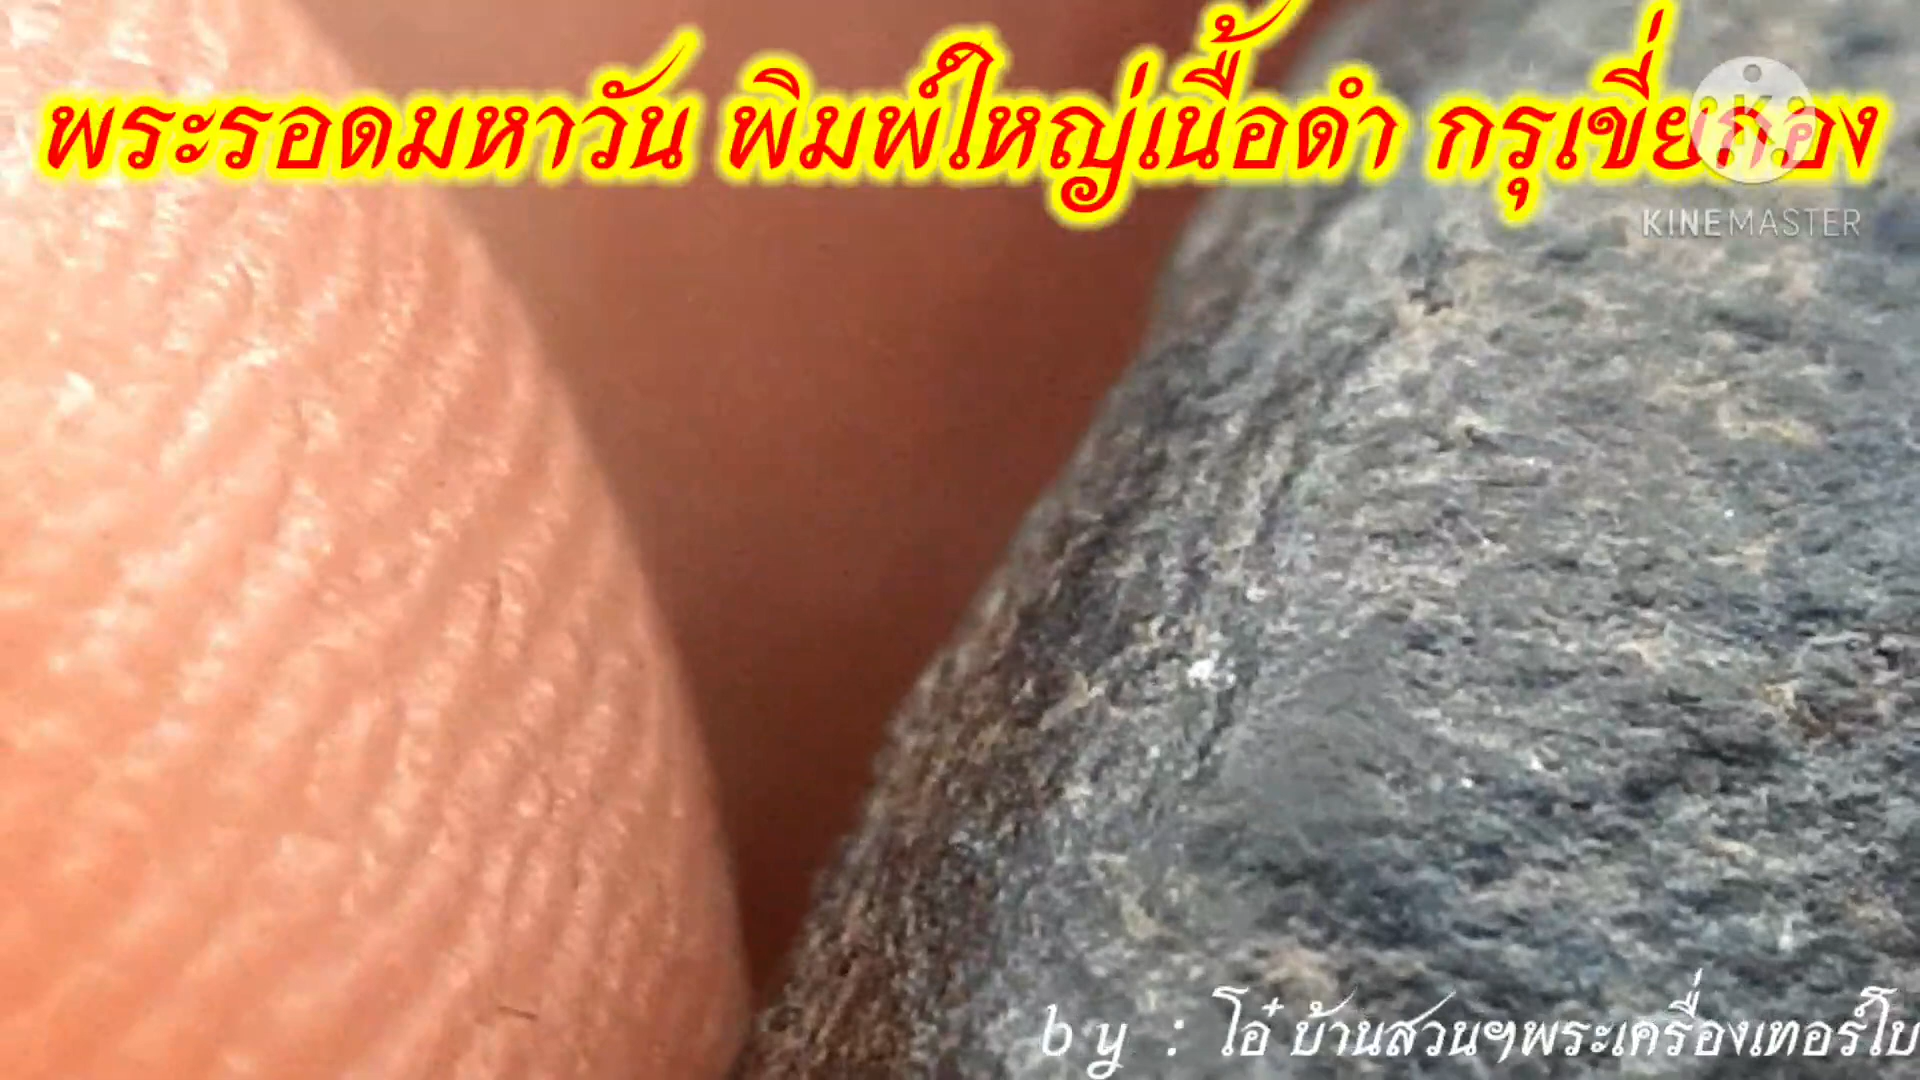 พระรอดมหาวัน พิมพ์ใหญ่เนื้อดำ กรุเขี่ยกอง
KINEMASTER
by : โอ๋ บ้านสวนฯพระเครื่องเทอร์โบ